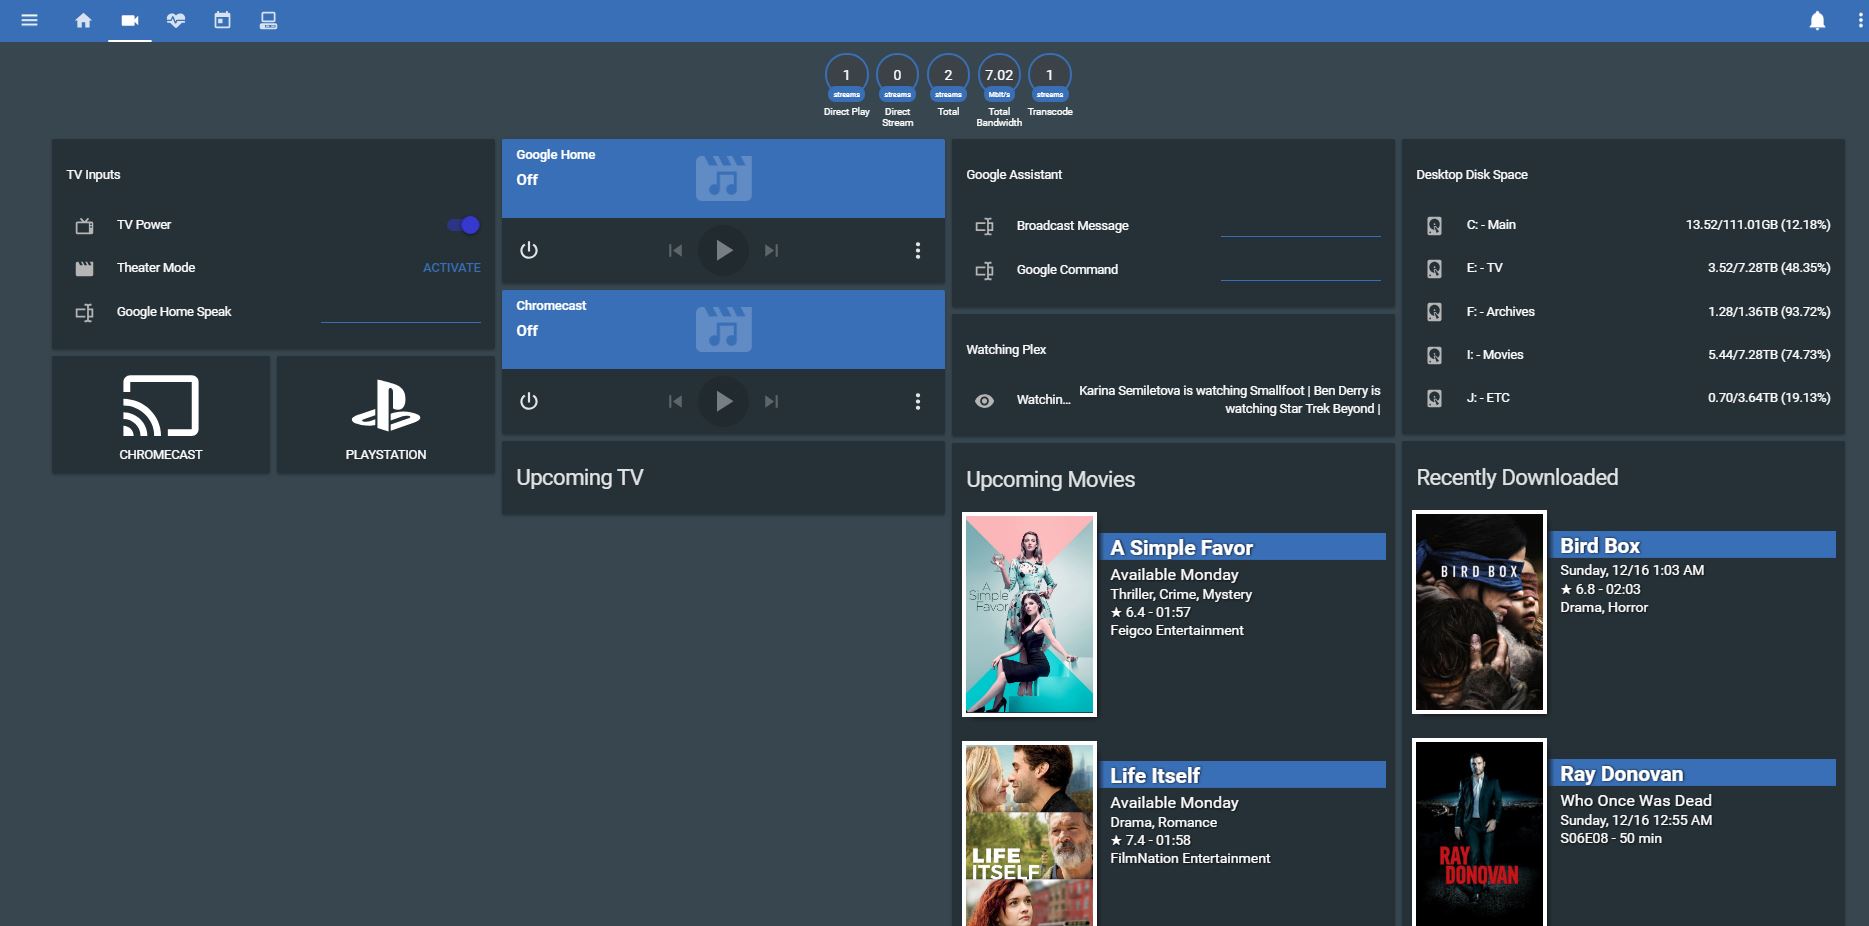 1
streams
Direct Play
0
streams
Direct
Stream
2
streams
Total
7.02
Mbit/s
Total
Bandwidth
1
streams
Transcode
TV Inputs
TV Power
Theater Mode
ACTIVATE
Google Home Speak
CHROMECAST
PLAYSTATION
Google Home
Off
Chromecast
Off
Upcoming TV
Google Assistant
Broadcast Message
Google Command
Watching Plex
Watchin...
Karina Semiletova is watching Smallfoot | Ben Derry is
watching Star Trek Beyond |
Upcoming Movies
A
Simple
Favor
A Simple Favor
Available Monday
Thriller, Crime, Mystery
★ 6.4 - 01:57
Feigco Entertainment
LIFE
ITSELF
Life Itself
Available Monday
Drama, Romance
★ 7.4 - 01:58
FilmNation Entertainment
Desktop Disk Space
C: - Main 13.52/111.01GB (12.18%)
E: - TV 3.52/7.28TB (48.35%)
F: - Archives 1.28/1.36TB (93.72%)
I: - Movies 5.44/7.28TB (74.73%)
J: - ETC 0.70/3.64TB (19.13%)
Recently Downloaded
BIRD BOX
Bird Box
Sunday, 12/16 1:03 AM
★ 6.8 - 02:03
Drama, Horror
RAY
DONOVAN
Ray Donovan
Who Once Was Dead
Sunday, 12/16 12:55 AM
S06E08 - 50 min